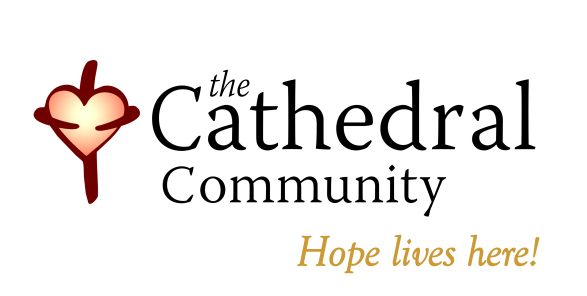 the
Cathedral
Community
Hope lives here!